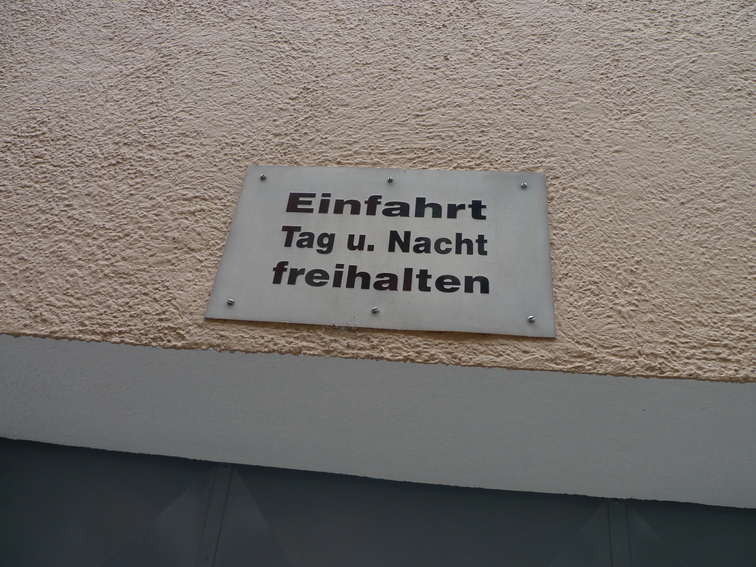 Einfahrt
Tag u. Nacht
freihalten